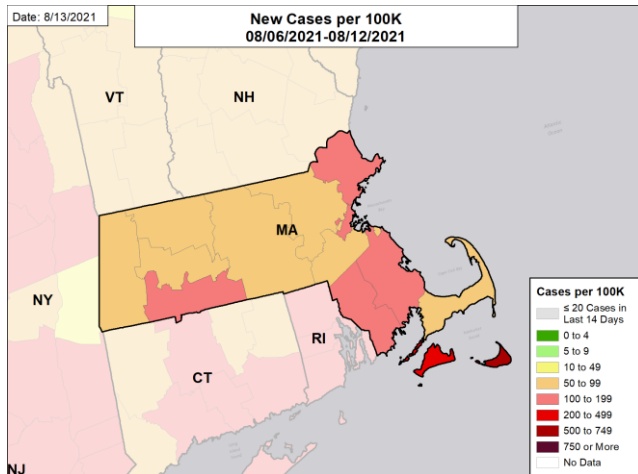 Date: 8/13/2021
New Cases per 100K
08/06/2021-08/12/2021
VT
NH
MA
NY
CT
RI
NJ
Cases per 100K
≤ 20 Cases in
Last 14 Days
0 to 4
5 to 9
10 to 49
50 to 99
100 to 199
200 to 499
500 to 749
750 or More
No Data